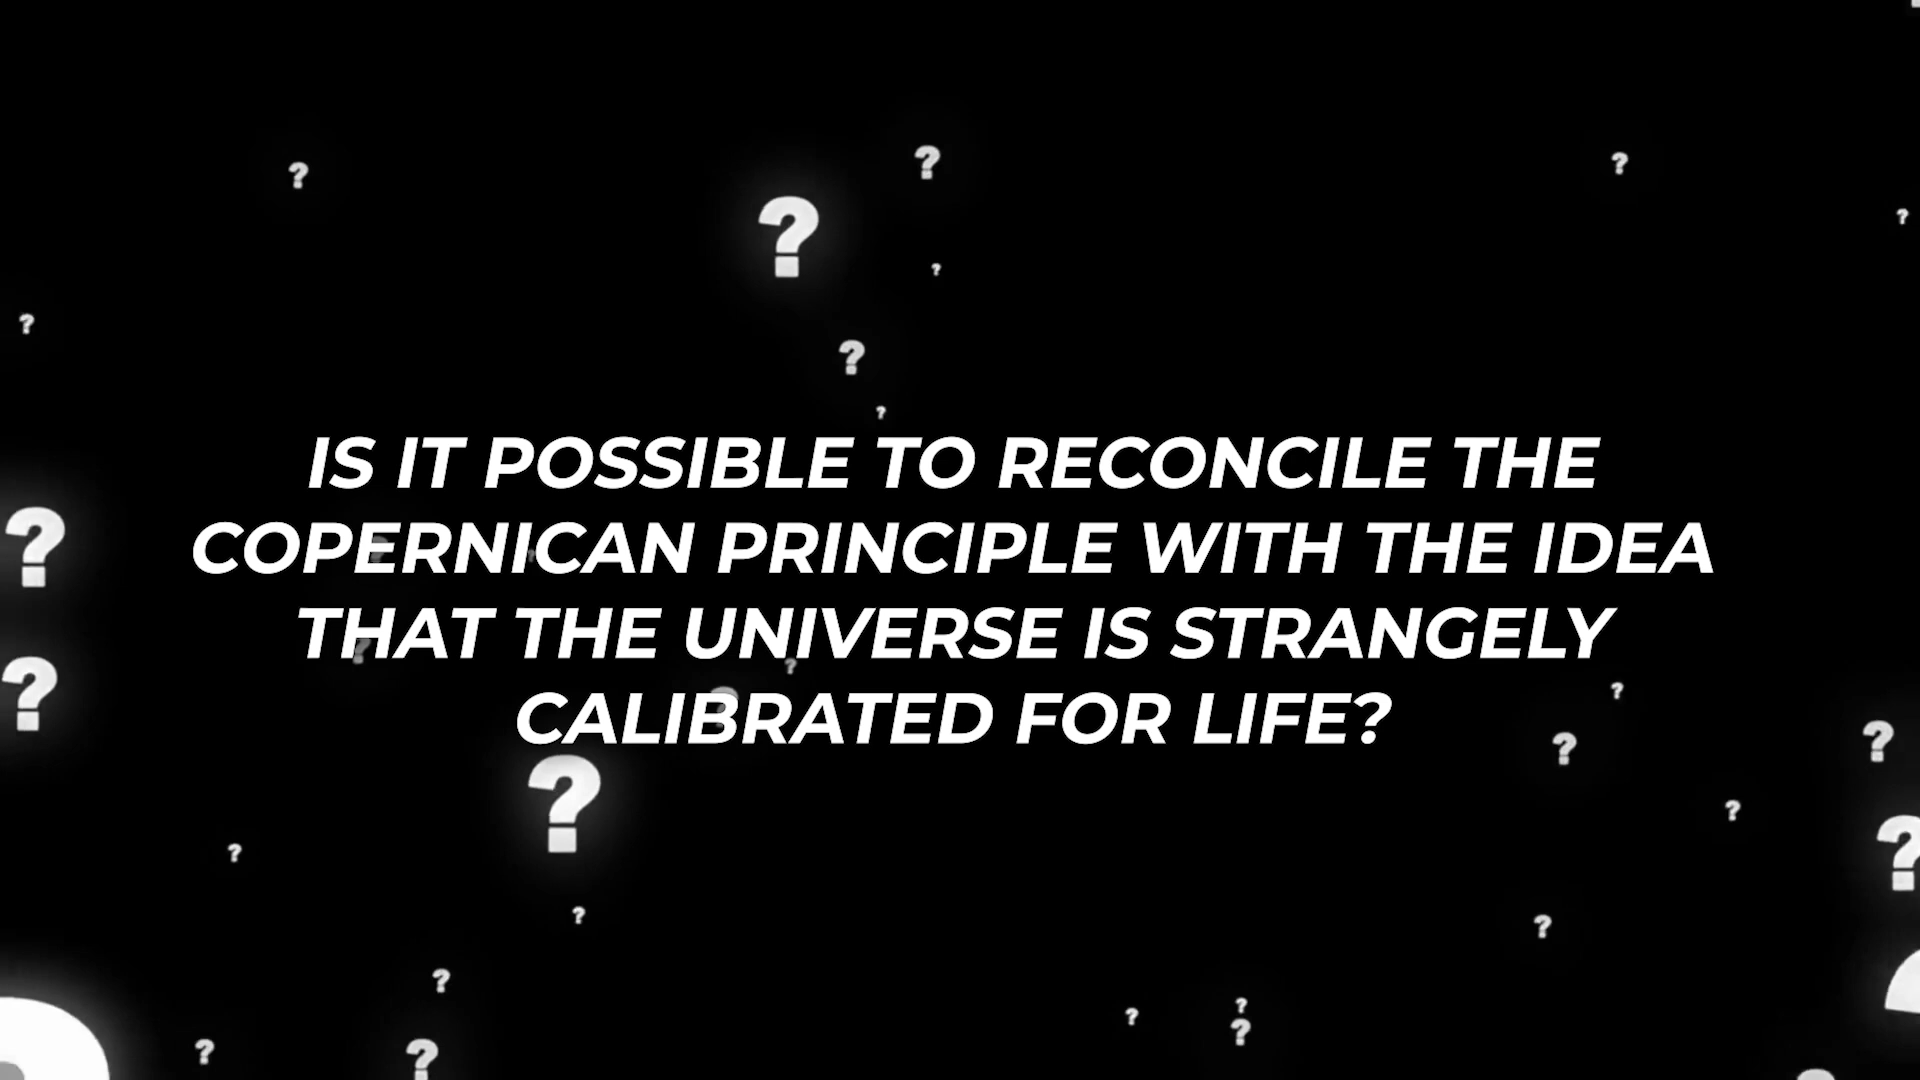 IS IT POSSIBLE TO RECONCILE THE
COPERNICAN PRINCIPLE WITH THE IDEA
THAT THE UNIVERSE IS STRANGELY
CALIBRATED FOR LIFE?